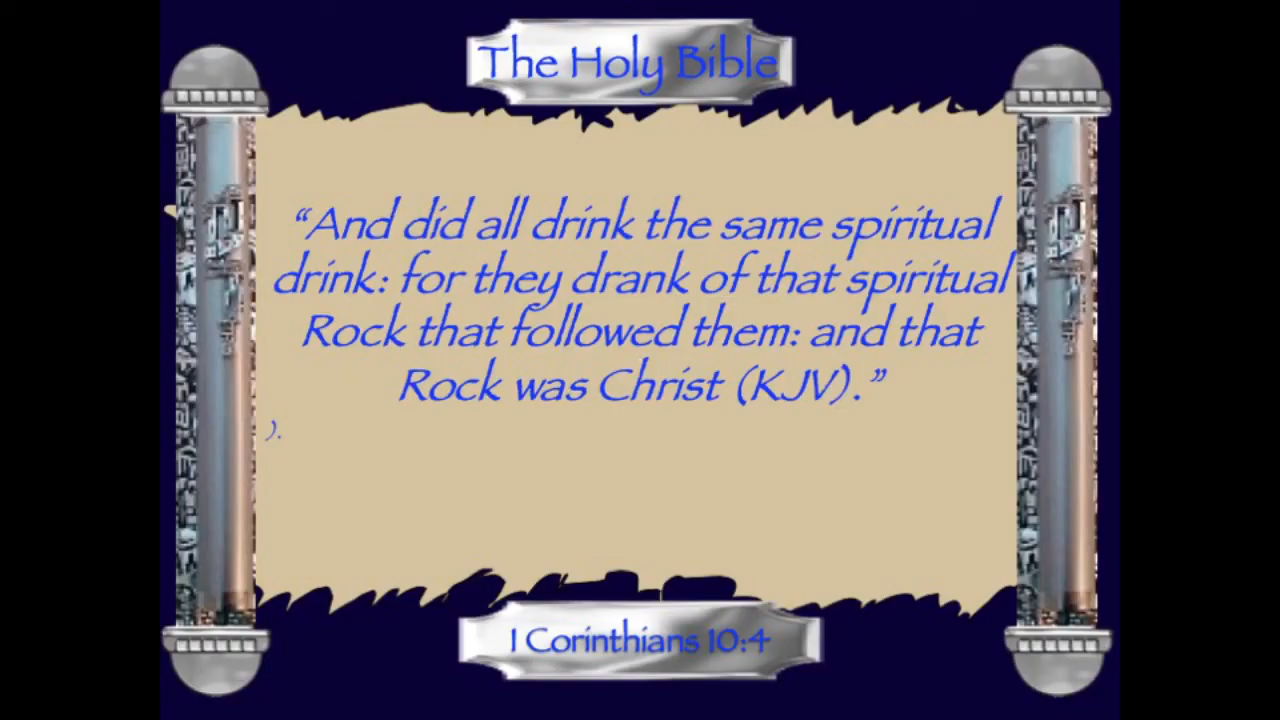 The Holy Bible
“And did all drink the same spiritual
drink: for they drank of that spiritual
Rock that followed them: and that
Rock was Christ (KJV).”
).
1 Corinthians 10:4